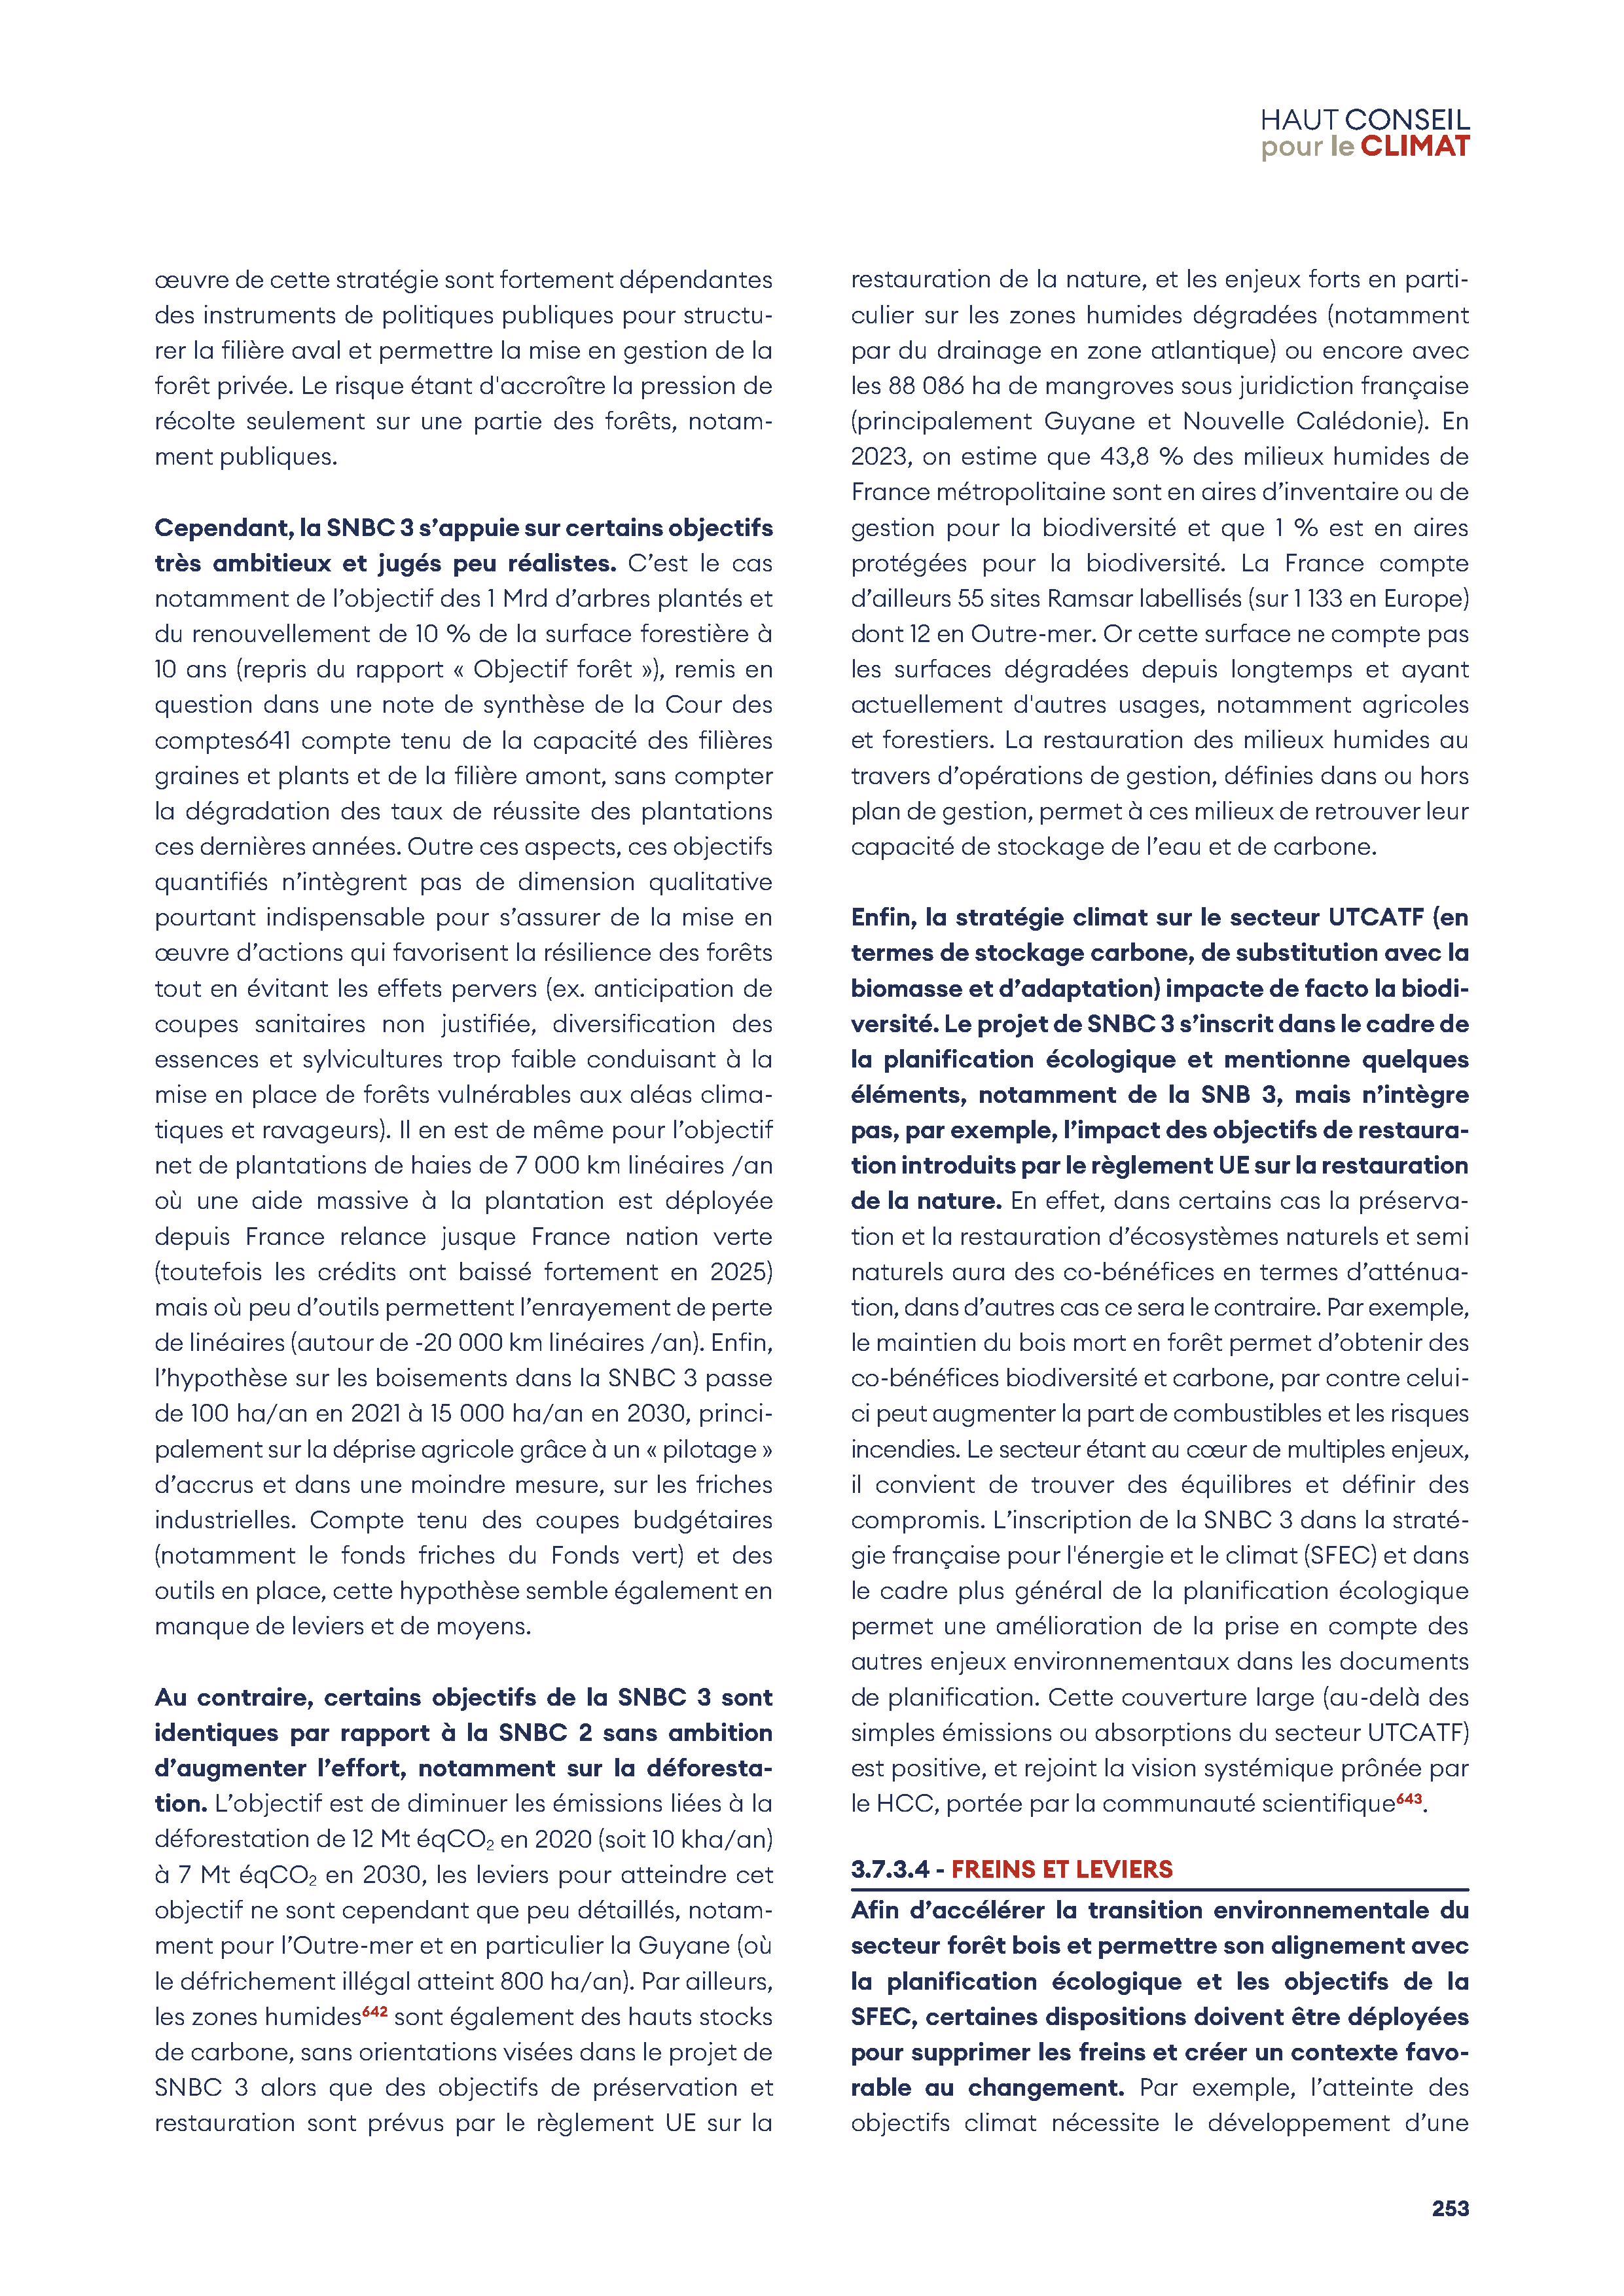 HAUT CONSEIL
pour le CLIMAT
œuvre de cette stratégie sont fortement dépendantes
des instruments de politiques publiques pour structu-
rer la filière aval et permettre la mise en gestion de la
forêt privée. Le risque étant d'accroître la pression de
récolte seulement sur une partie des forêts, notam-
ment publiques.
Cependant, la SNBC 3 s’appuie sur certains objectifs
très ambitieux et jugés peu réalistes. C’est le cas
notamment de l’objectif des 1 Mrd d’arbres plantés et
du renouvellement de 10 % de la surface forestière à
10 ans (repris du rapport « Objectif forêt »), remis en
question dans une note de synthèse de la Cour des
comptes641 compte tenu de la capacité des filières
graines et plants et de la filière amont, sans compter
la dégradation des taux de réussite des plantations
ces dernières années. Outre ces aspects, ces objectifs
quantifiés n’intègrent pas de dimension qualitative
pourtant indispensable pour s’assurer de la mise en
œuvre d’actions qui favorisent la résilience des forêts
tout en évitant les effets pervers (ex. anticipation de
coupes sanitaires non justifiée, diversification des
essences et sylvicultures trop faible conduisant à la
mise en place de forêts vulnérables aux aléas clima-
tiques et ravageurs). Il en est de même pour l’objectif
net de plantations de haies de 7 000 km linéaires /an
où une aide massive à la plantation est déployée
depuis France relance jusque France nation verte
(toutefois les crédits ont baissé fortement en 2025)
mais où peu d’outils permettent l’enrayement de perte
de linéaires (autour de -20 000 km linéaires /an). Enfin,
l’hypothèse sur les boisements dans la SNBC 3 passe
de 100 ha/an en 2021 à 15 000 ha/an en 2030, princi-
palement sur la déprise agricole grâce à un « pilotage »
d’accrus et dans une moindre mesure, sur les friches
industrielles. Compte tenu des coupes budgétaires
(notamment le fonds friches du Fonds vert) et des
outils en place, cette hypothèse semble également en
manque de leviers et de moyens.
Au contraire, certains objectifs de la SNBC 3 sont
identiques par rapport à la SNBC 2 sans ambition
d’augmenter l’effort, notamment sur la déforesta-
tion. L’objectif est de diminuer les émissions liées à la
déforestation de 12 Mt éqCO₂ en 2020 (soit 10 kha/an)
à 7 Mt éqCO₂ en 2030, les leviers pour atteindre cet
objectif ne sont cependant que peu détaillés, notam-
ment pour l’Outre-mer et en particulier la Guyane (où
le défrichement illégal atteint 800 ha/an). Par ailleurs,
les zones humides⁶⁴² sont également des hauts stocks
de carbone, sans orientations visées dans le projet de
SNBC 3 alors que des objectifs de préservation et
restauration sont prévus par le règlement UE sur la
restauration de la nature, et les enjeux forts en parti-
culier sur les zones humides dégradées (notamment
par du drainage en zone atlantique) ou encore avec
les 88 086 ha de mangroves sous juridiction française
(principalement Guyane et Nouvelle Calédonie). En
2023, on estime que 43,8 % des milieux humides de
France métropolitaine sont en aires d’inventaire ou de
gestion pour la biodiversité et que 1 % est en aires
protégées pour la biodiversité. La France compte
d’ailleurs 55 sites Ramsar labellisés (sur 1 133 en Europe)
dont 12 en Outre-mer. Or cette surface ne compte pas
les surfaces dégradées depuis longtemps et ayant
actuellement d'autres usages, notamment agricoles
et forestiers. La restauration des milieux humides au
travers d’opérations de gestion, définies dans ou hors
plan de gestion, permet à ces milieux de retrouver leur
capacité de stockage de l’eau et de carbone.
Enfin, la stratégie climat sur le secteur UTCATF (en
termes de stockage carbone, de substitution avec la
biomasse et d’adaptation) impacte de facto la biodi-
versité. Le projet de SNBC 3 s’inscrit dans le cadre de
la planification écologique et mentionne quelques
éléments, notamment de la SNB 3, mais n’intègre
pas, par exemple, l’impact des objectifs de restaura-
tion introduits par le règlement UE sur la restauration
de la nature. En effet, dans certains cas la préserva-
tion et la restauration d’écosystèmes naturels et semi
naturels aura des co-bénéfices en termes d’atténua-
tion, dans d’autres cas ce sera le contraire. Par exemple,
le maintien du bois mort en forêt permet d’obtenir des
co-bénéfices biodiversité et carbone, par contre celui-
ci peut augmenter la part de combustibles et les risques
incendies. Le secteur étant au cœur de multiples enjeux,
il convient de trouver des équilibres et définir des
compromis. L’inscription de la SNBC 3 dans la straté-
gie française pour l'énergie et le climat (SFEC) et dans
le cadre plus général de la planification écologique
permet une amélioration de la prise en compte des
autres enjeux environnementaux dans les documents
de planification. Cette couverture large (au-delà des
simples émissions ou absorptions du secteur UTCATF)
est positive, et rejoint la vision systémique prônée par
le HCC, portée par la communauté scientifique⁶⁴³.
3.7.3.4 - FREINS ET LEVIERS
Afin d’accélérer la transition environnementale du
secteur forêt bois et permettre son alignement avec
la planification écologique et les objectifs de la
SFEC, certaines dispositions doivent être déployées
pour supprimer les freins et créer un contexte favo-
rable au changement. Par exemple, l’atteinte des
objectifs climat nécessite le développement d’une
253